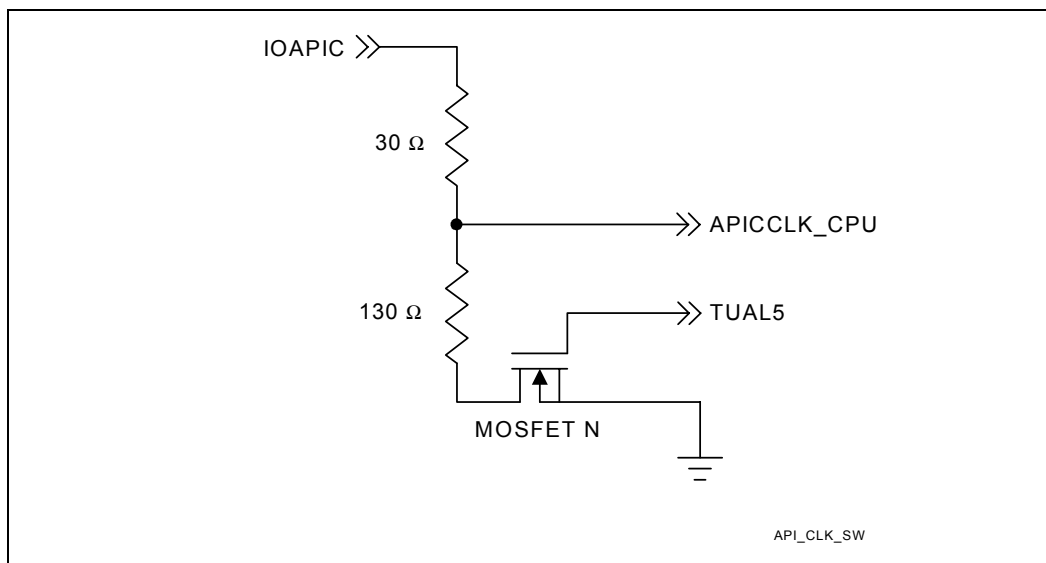 IOAPIC
30 Ω
APICCLK_CPU
130 Ω
TUAL5
MOSFET N
API_CLK_SW